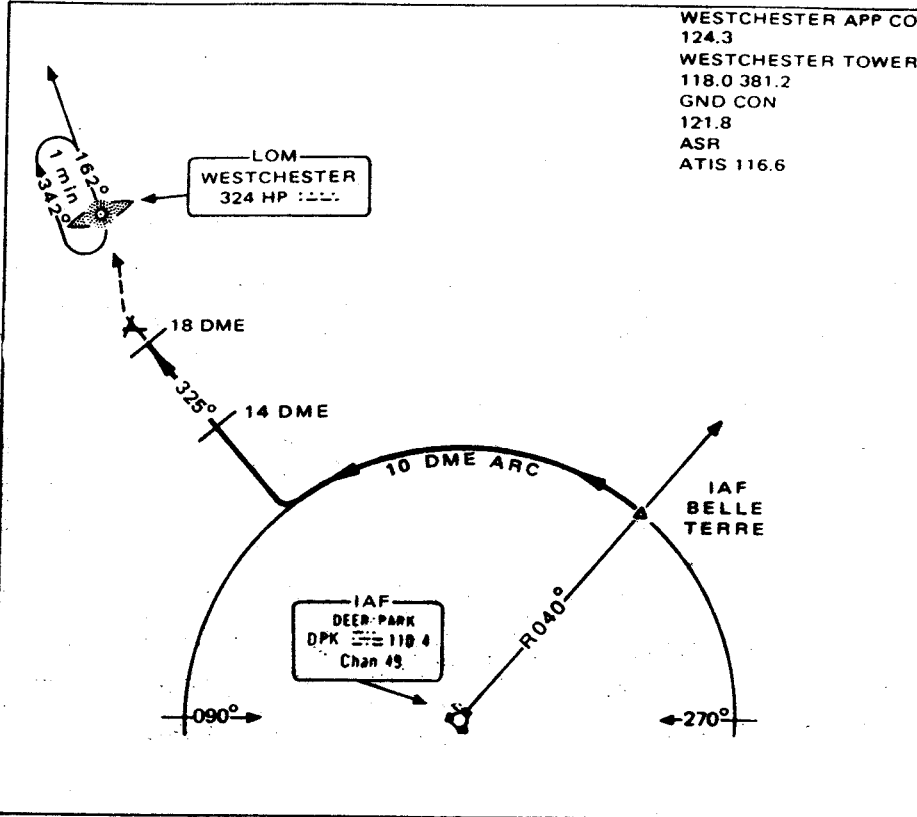 WESTCHESTER APP CO
124.3
WESTCHESTER TOWER
118.0 381.2
GND CON
121.8
ASR
ATIS 116.6
LOM
WESTCHESTER
324 HP
162°
1 min
342°
18 DME
325°
14 DME
10 DME ARC
IAF
BELLE
TERRE
R040°
IAF
DEER PARK
DPK
Chan 49
090°
270°